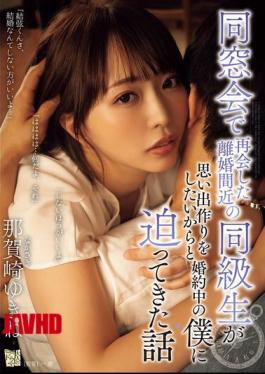 「結弦くんさ、
結婚なんてしない方がいいよ」
同窓会で
再会した
離婚間近の
同級生が
思い出作りを
したいからと
婚約中の
僕に
迫ってきた話
那賀崎ゆきね
MVHD